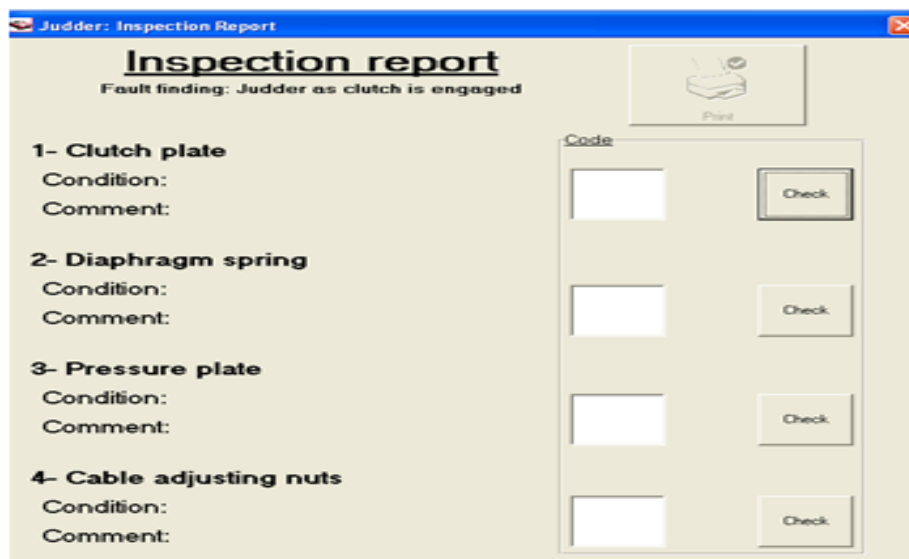 Judder: Inspection Report
Inspection report
Fault finding: Judder as clutch is engaged
Print
Code
1- Clutch plate
Condition:
Comment:
Check
2- Diaphragm spring
Condition:
Comment:
Check
3- Pressure plate
Condition:
Comment:
Check
4- Cable adjusting nuts
Condition:
Comment:
Check